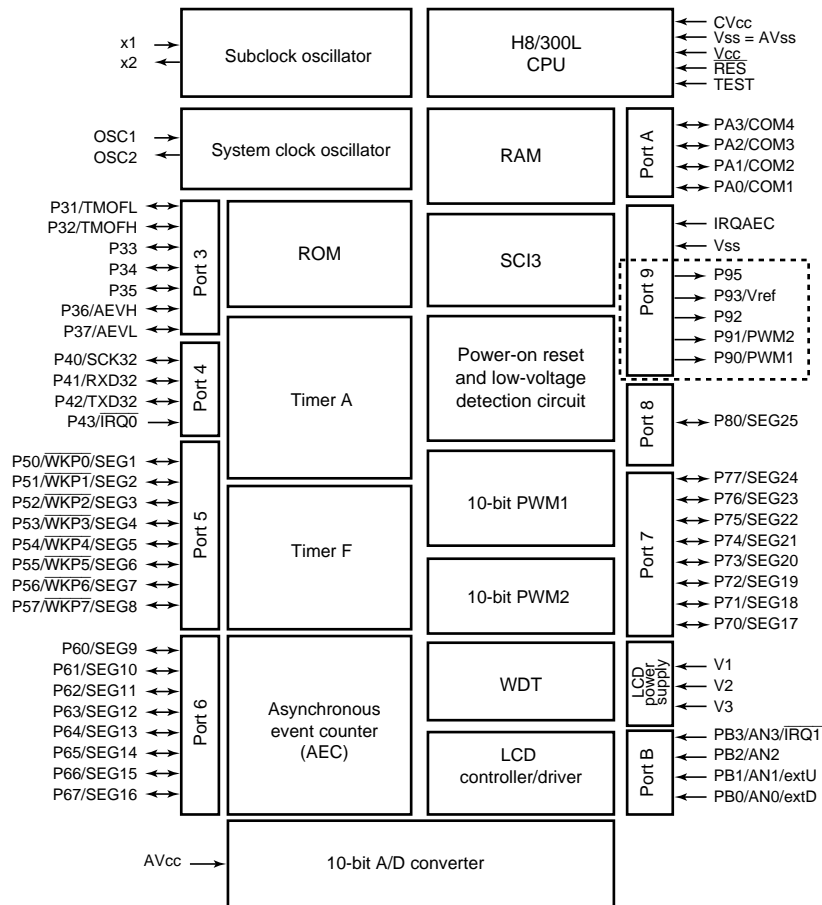 x1
x2
Subclock oscillator
H8/300L
CPU
CVcc
Vss = AVss
Vcc
RES
TEST
OSC1
OSC2
System clock oscillator
RAM
Port A
PA3/COM4
PA2/COM3
PA1/COM2
PA0/COM1
P31/TMOFL
P32/TMOFH
P33
P34
P35
P36/AEVH
P37/AEVL
Port 3
ROM
SCI3
Port 9
IRQAEC
Vss
P95
P93/Vref
P92
P91/PWM2
P90/PWM1
P40/SCK32
P41/RXD32
P42/TXD32
P43/IRQ0
Port 4
Timer A
Power-on reset
and low-voltage
detection circuit
Port 8
P80/SEG25
P50/WKP0/SEG1
P51/WKP1/SEG2
P52/WKP2/SEG3
P53/WKP3/SEG4
P54/WKP4/SEG5
P55/WKP5/SEG6
P56/WKP6/SEG7
P57/WKP7/SEG8
Port 5
Timer F
10-bit PWM1
10-bit PWM2
Port 7
P77/SEG24
P76/SEG23
P75/SEG22
P74/SEG21
P73/SEG20
P72/SEG19
P71/SEG18
P70/SEG17
P60/SEG9
P61/SEG10
P62/SEG11
P63/SEG12
P64/SEG13
P65/SEG14
P66/SEG15
P67/SEG16
Port 6
Asynchronous
event counter
(AEC)
WDT
LCD
power
supply
V1
V2
V3
LCD
controller/driver
Port B
PB3/AN3/IRQ1
PB2/AN2
PB1/AN1/extU
PB0/AN0/extD
AVcc
10-bit A/D converter